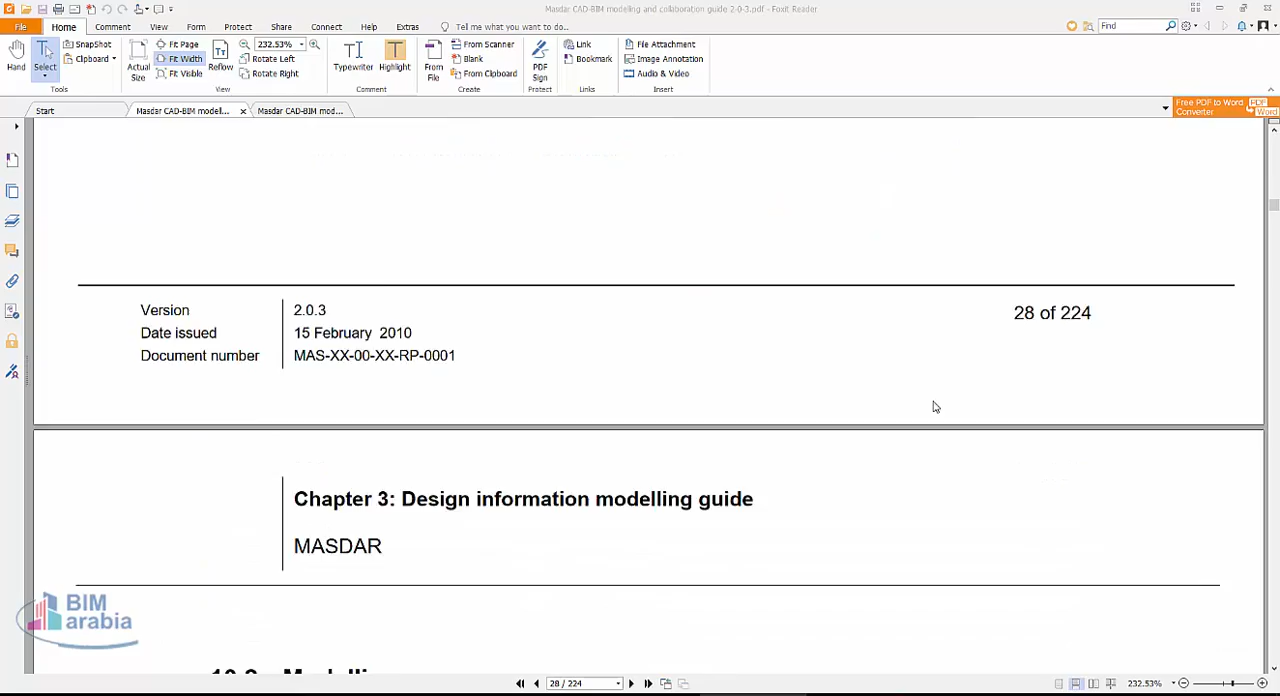 Masdar CAD-BIM modeling and collaboration guide 2-0-3.pdf - Foxit Reader
File Home Comment View Form Protect Share Connect Help Extras Tell me what you want to do... Find
Hand
Select
SnapShot
Clipboard
Tools
Actual Size
Fit Page
Fit Width
Fit Visible
Reflow
232.53%
Rotate Left
Rotate Right
View
Typewriter
Highlight
Comment
From File
From Scanner
Blank
From Clipboard
Create
PDF Sign
Protect
Link
Bookmark
Links
File Attachment
Image Annotation
Audio & Video
Insert
Start
Masdar CAD-BIM modell...
Masdar CAD-BIM mod...
Free PDF to Word Converter
PDF
Word
Version 2.0.3
28 of 224
Date issued 15 February 2010
Document number MAS-XX-00-XX-RP-0001
Chapter 3: Design information modelling guide
MASDAR
BIM
arabia
28 / 224
232.53%